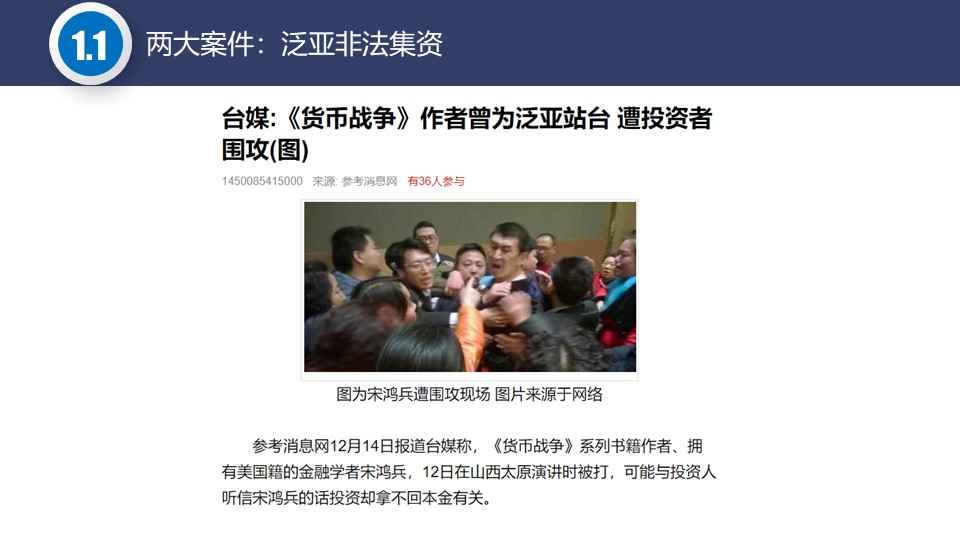 1.1
两大案件：泛亚非法集资
台媒:《货币战争》作者曾为泛亚站台 遭投资者
围攻(图)
1450085415000 来源: 参考消息网 有36人参与
图为宋鸿兵遭围攻现场 图片来源于网络
参考消息网12月14日报道台媒称，《货币战争》系列书籍作者、拥
有美国籍的金融学者宋鸿兵，12日在山西太原演讲时被打，可能与投资人
听信宋鸿兵的话投资却拿不回本金有关。